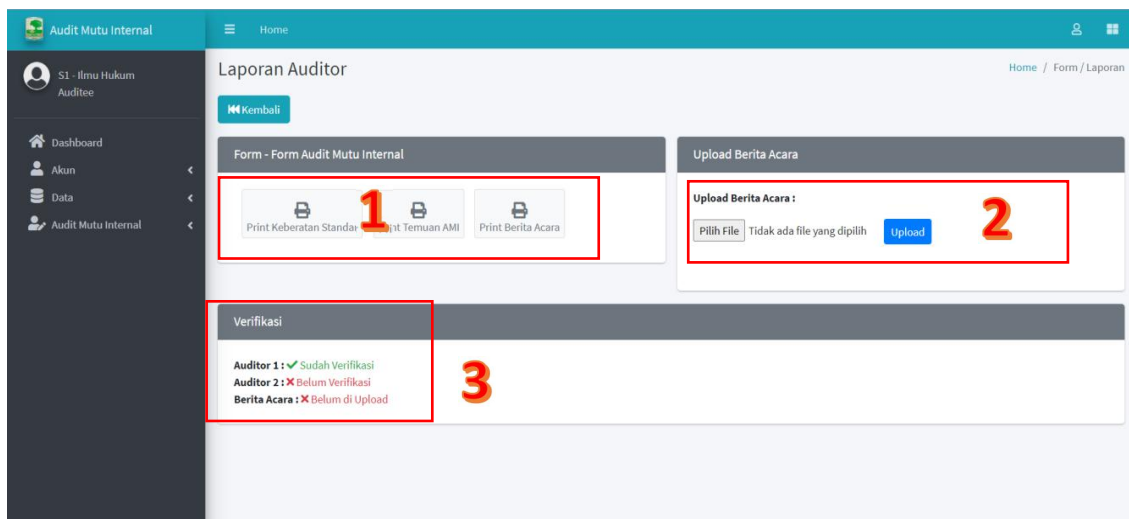 Audit Mutu Internal
Home
S1 - Ilmu Hukum
Auditee
Dashboard
Akun
Data
Audit Mutu Internal
Laporan Auditor
Home / Form / Laporan
Kembali
Form - Form Audit Mutu Internal
Print Keberatan Standar
Temuan AMI
Print Berita Acara
1
Upload Berita Acara
Upload Berita Acara :
Pilih File Tidak ada file yang dipilih Upload
2
Verifikasi
Auditor 1 : ✔ Sudah Verifikasi
Auditor 2 : ✖ Belum Verifikasi
Berita Acara : ✖ Belum di Upload
3